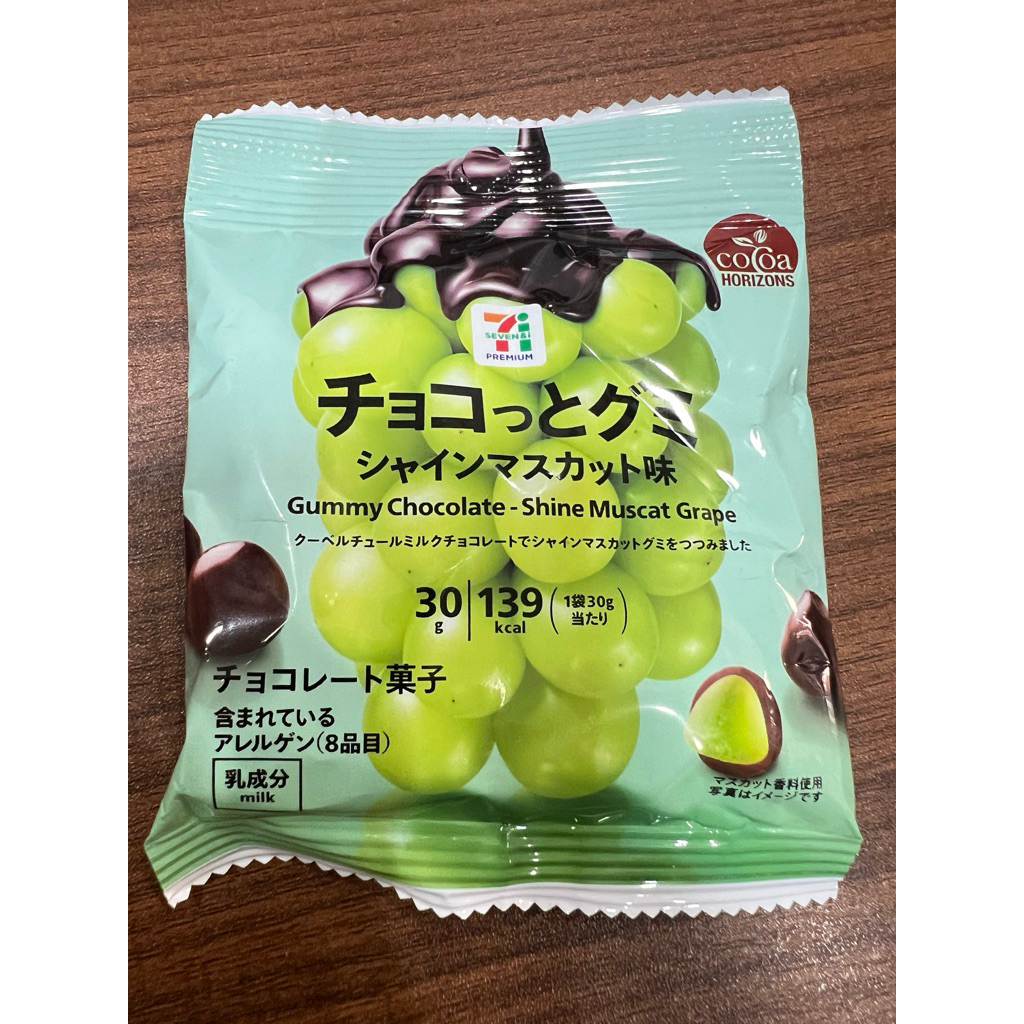 cocoa
HORIZONS
SEVEN&i
PREMIUM
チョコっとグミ
シャインマスカット味
Gummy Chocolate - Shine Muscat Grape
クーベルチュールミルクチョコレートでシャインマスカットグミをつつみました
30g 139kcal (1袋30g当たり)
チョコレート菓子
含まれている
アレルゲン(8品目)
乳成分
milk
マスカット香料使用
写真はイメージです